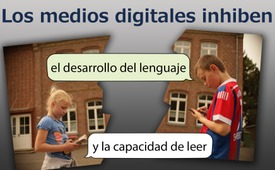 Los medios digitales inhiben
el desarrollo del lenguaje
y la capacidad de leer